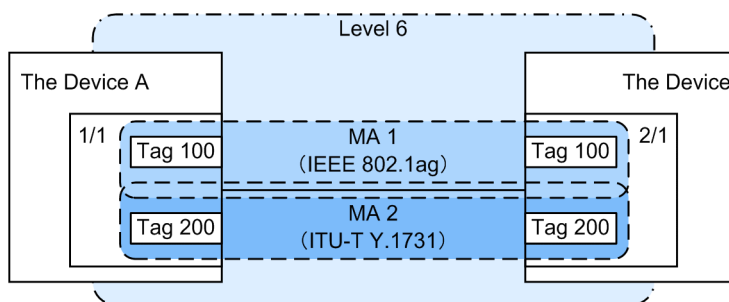 Level 6
The Device A
The Device
1/1
MA 1
2/1
Tag 100
(IEEE 802.1ag)
Tag 100
MA 2
Tag 200
(ITU-T Y.1731)
Tag 200